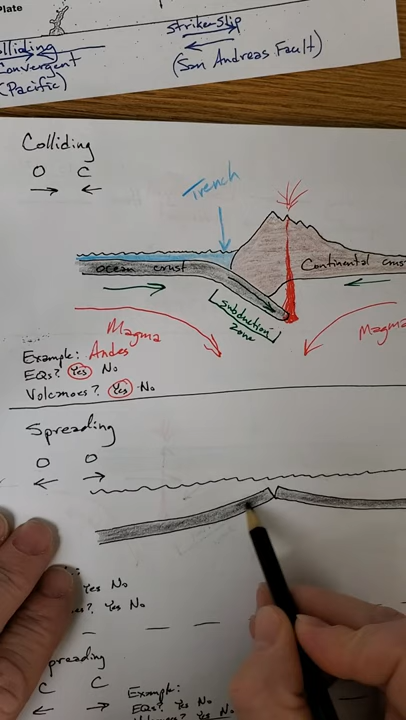 Plate
Strike-Slip
(San Andreas Fault)
Colliding
Convergent
(Pacific)
Colliding
O C
Trench
ocean crust
Continental crust
Subduction
zone
Magma
Magma
Example: Andes
EQs? Yes No
Volcanoes? Yes No
Spreading
O O
Yes No
Yes No
preading
C C
Example:
EQs? Yes No